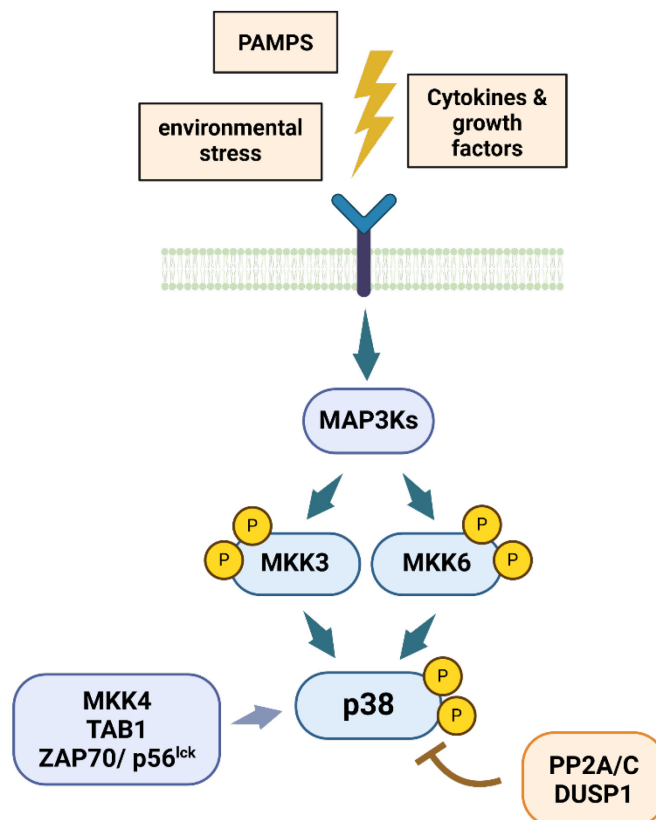 PAMPS
environmental
stress
Cytokines &
growth
factors
MAP3Ks
P
P
MKK3
P
P
MKK6
p38
P
P
MKK4
TAB1
ZAP70/ p56lck
PP2A/C
DUSP1